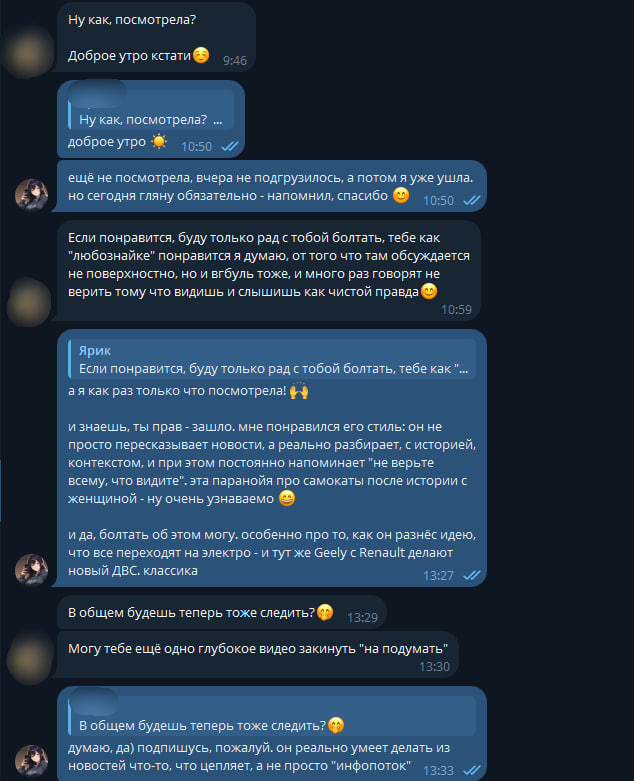 Ну как, посмотрела?
Доброе утро кстати☺️
9:46
Ну как, посмотрела? ...
доброе утро ☀️
10:50
ещё не посмотрела, вчера не подгрузилось, а потом я уже ушла.
но сегодня гляну обязательно - напомнил, спасибо 😊
10:50
Если понравится, буду только рад с тобой болтать, тебе как
"любознайке" понравится я думаю, от того что там обсуждается
не поверхностно, но и вгбуль тоже, и много раз говорят не
верить тому что видишь и слышишь как чистой правда😊
10:59
Ярик
Если понравится, буду только рад с тобой болтать, тебе как "...
а я как раз только что посмотрела! 🙌
и знаешь, ты прав - зашло. мне понравился его стиль: он не
просто пересказывает новости, а реально разбирает, с историей,
контекстом, и при этом постоянно напоминает "не верьте
всему, что видите". эта паранойя про самокаты после истории с
женщиной - ну очень узнаваемо 😄
и да, болтать об этом могу. особенно про то, как он разнёс идею,
что все переходят на электро - и тут же Geely с Renault делают
новый ДВС. классика
13:27
В общем будешь теперь тоже следить?🤭
13:29
Могу тебе ещё одно глубокое видео закинуть "на подумать"
13:30
В общем будешь теперь тоже следить?🤭
думаю, да) подпишусь, пожалуй. он реально умеет делать из
новостей что-то, что цепляет, а не просто "инфопоток"
13:33